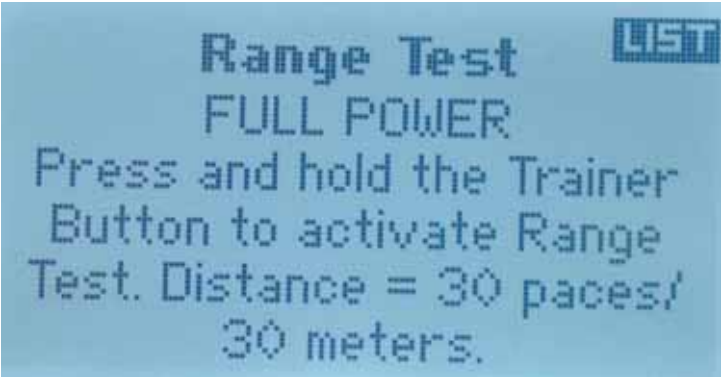 LIST
Range Test
FULL POWER
Press and hold the Trainer
Button to activate Range
Test. Distance = 30 paces/
30 meters.